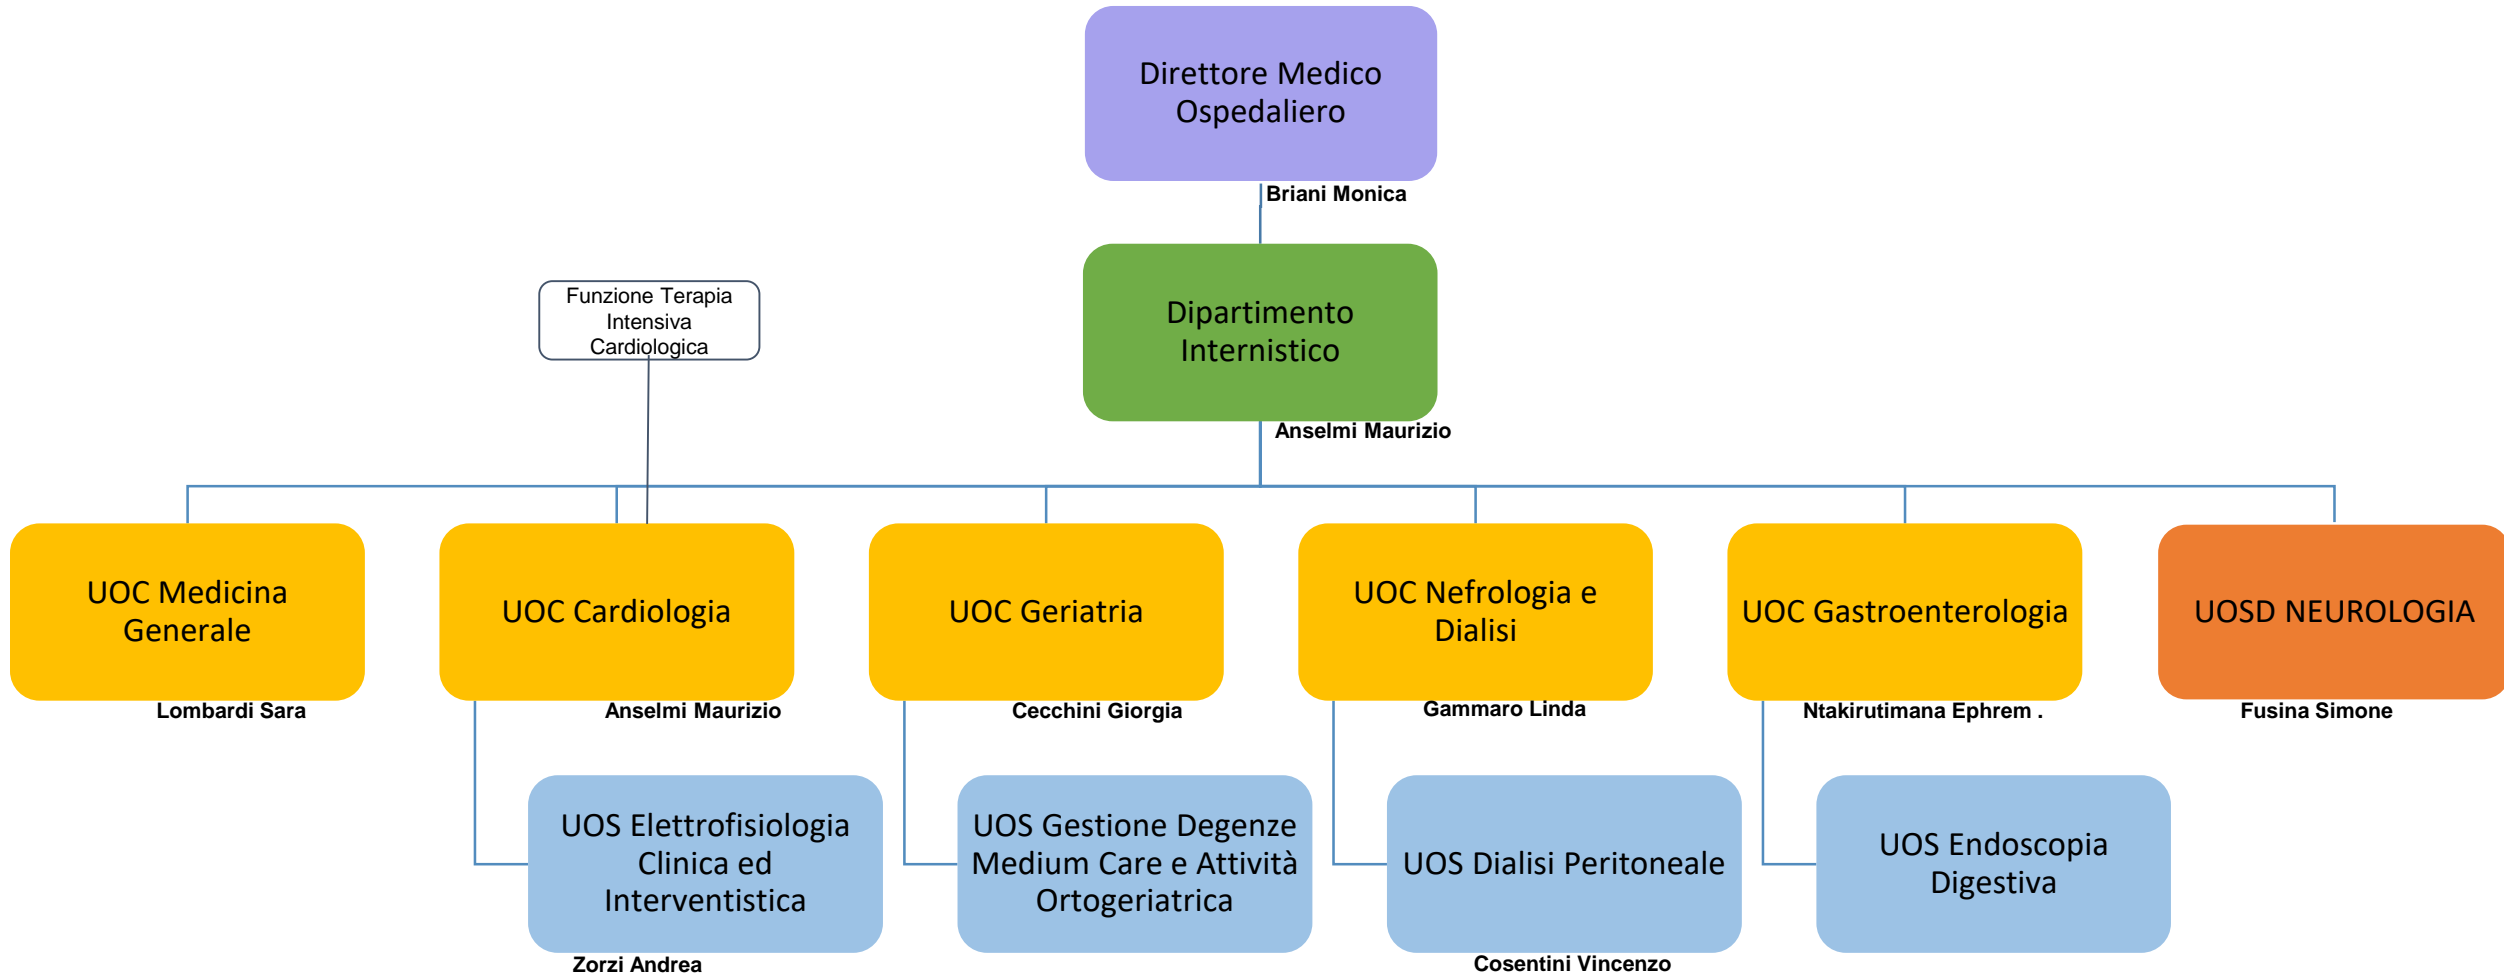 Direttore Medico
Ospedaliero
Briani Monica
Funzione Terapia
Intensiva
Cardiologica
Dipartimento
Internistico
Anselmi Maurizio
UOC Medicina
Generale
Lombardi Sara
UOC Cardiologia
Anselmi Maurizio
UOC Geriatria
Cecchini Giorgia
UOC Nefrologia e
Dialisi
Gammaro Linda
UOC Gastroenterologia
Ntakirutimana Ephrem .
UOSD NEUROLOGIA
Fusina Simone
UOS Elettrofisiologia
Clinica ed
Interventistica
Zorzi Andrea
UOS Gestione Degenze
Medium Care e Attività
Ortogeriatrica
UOS Dialisi Peritoneale
Cosentini Vincenzo
UOS Endoscopia
Digestiva